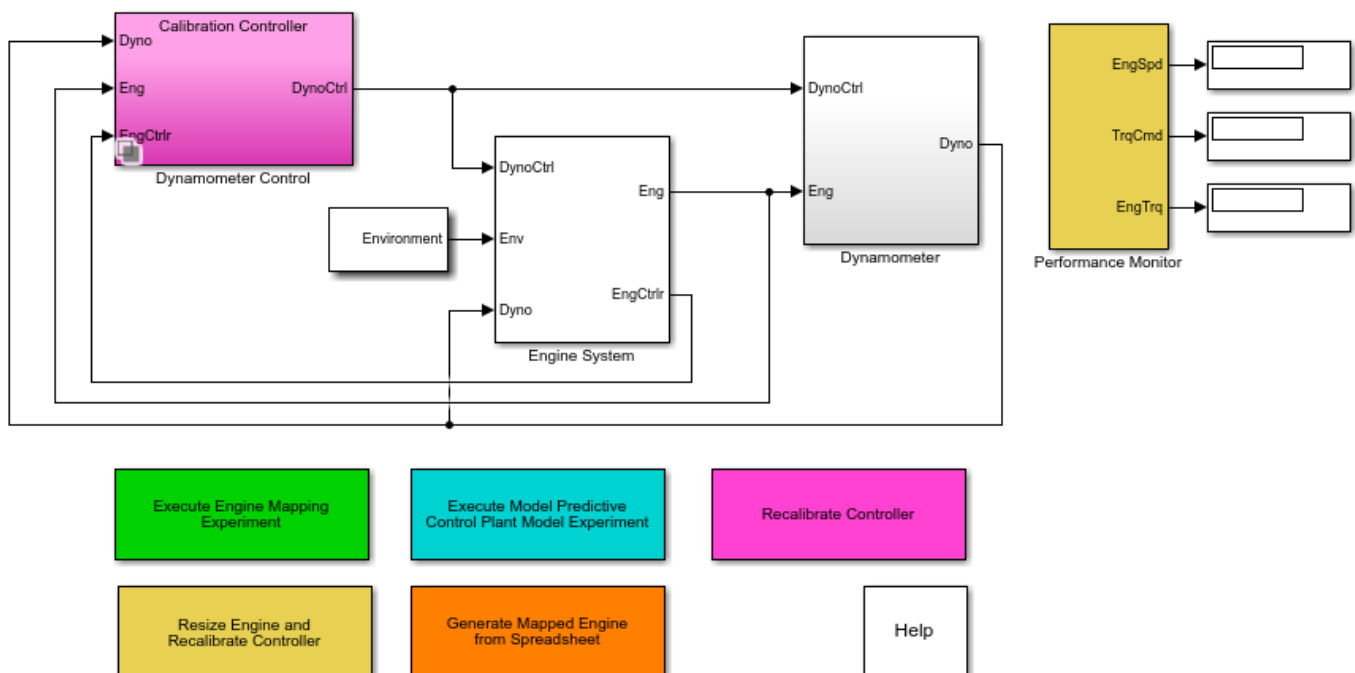 Calibration Controller
Dyno
Eng
DynoCtrl
EngCtrlr
Dynamometer Control
DynoCtrl
Eng
Environment
Env
EngCtrlr
Dyno
Engine System
DynoCtrl
Dyno
Eng
Dynamometer
EngSpd
TrqCmd
EngTrq
Performance Monitor
Execute Engine Mapping
Experiment
Execute Model Predictive
Control Plant Model Experiment
Recalibrate Controller
Resize Engine and
Recalibrate Controller
Generate Mapped Engine
from Spreadsheet
Help